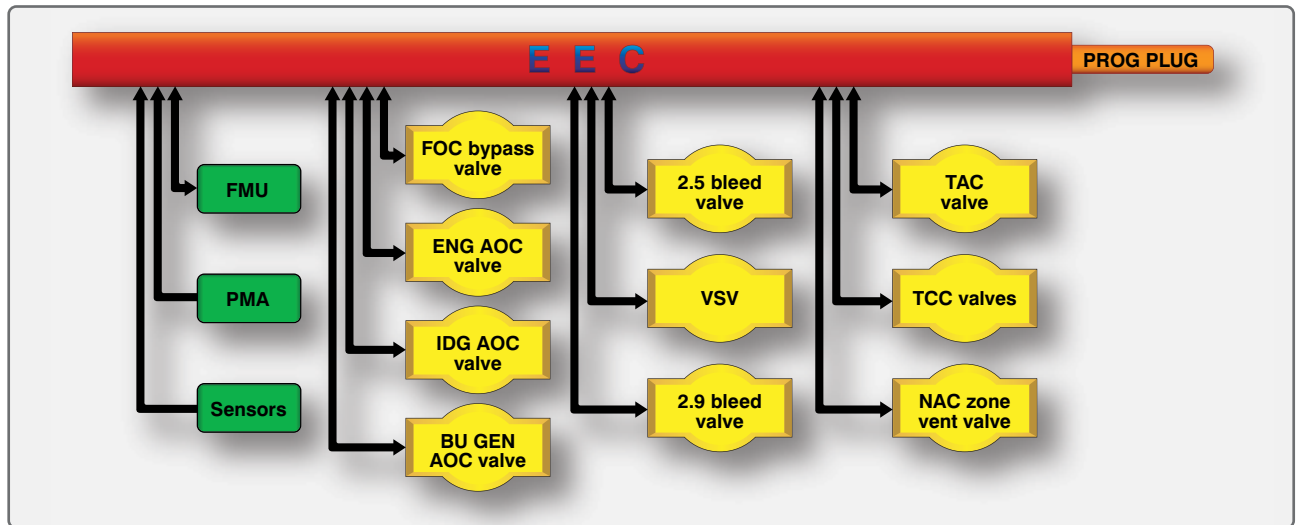 E E C
PROG PLUG
FMU
PMA
Sensors
FOC bypass
valve
ENG AOC
valve
IDG AOC
valve
BU GEN
AOC valve
2.5 bleed
valve
VSV
2.9 bleed
valve
TAC
valve
TCC valves
NAC zone
vent valve